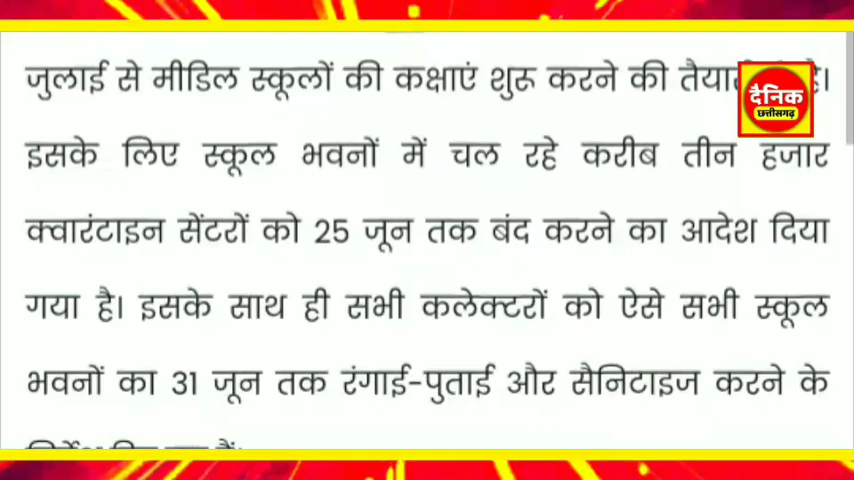 जुलाई से मीडिल स्कूलों की कक्षाएं शुरू करने की है।
दैनिक
छत्तीसगढ़
इसके लिए स्कूल भवनों में चल रहे करीब तीन हजार
क्वारंटाइन सेंटरों को 25 जून तक बंद करने का आदेश दिया
गया है। इसके साथ ही सभी कलेक्टरों को ऐसे सभी स्कूल
भवनों का 31 जून तक रंगाई-पुताई और सैनिटाइज करने के